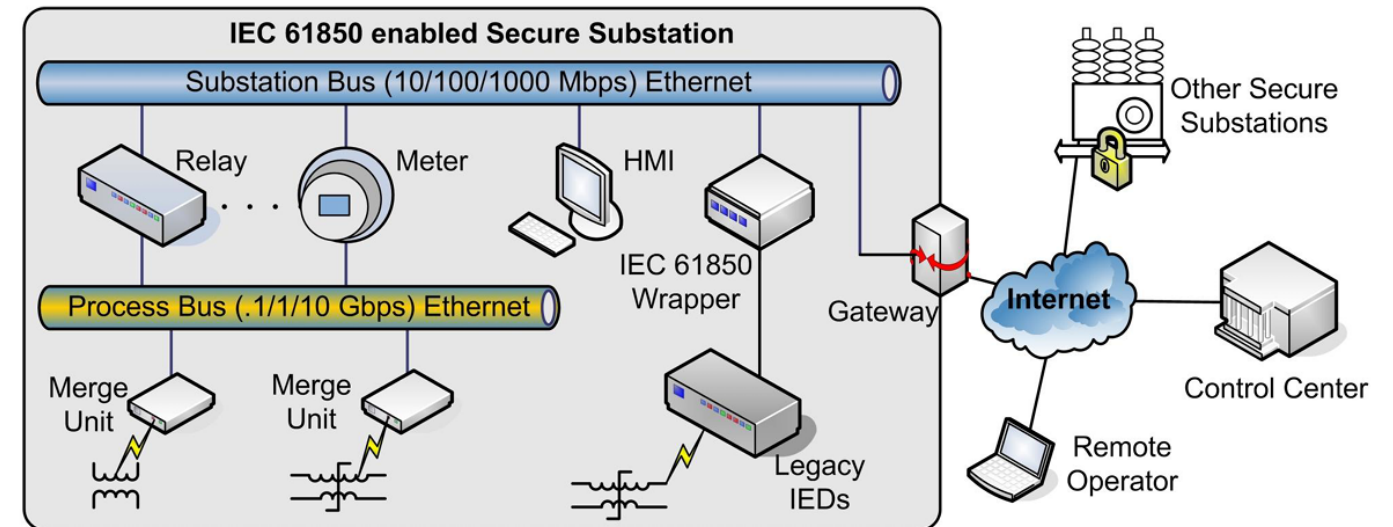 IEC 61850 enabled Secure Substation
Substation Bus (10/100/1000 Mbps) Ethernet
Relay
Meter
HMI
IEC 61850
Wrapper
Process Bus (.1/1/10 Gbps) Ethernet
Merge
Unit
Merge
Unit
Legacy
IEDs
Gateway
Other Secure
Substations
Internet
Control Center
Remote
Operator